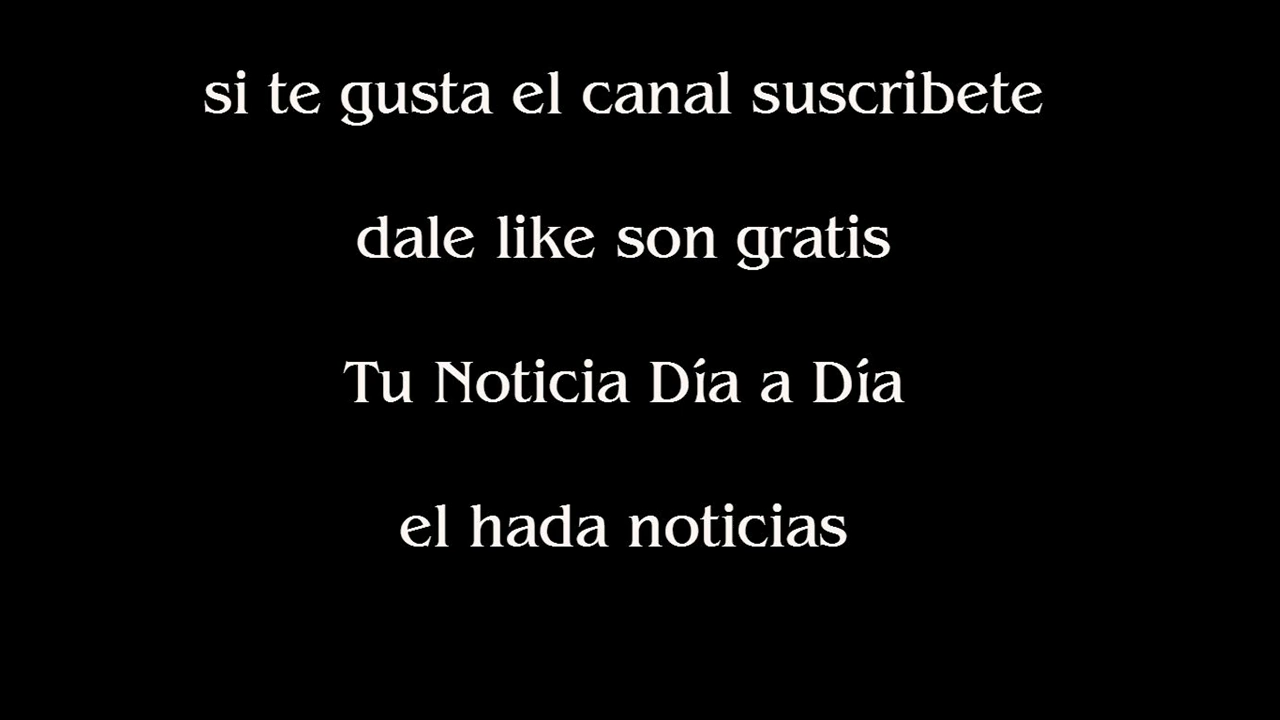 si te gusta el canal suscribete
dale like son gratis
Tu Noticia Día a Día
el hada noticias